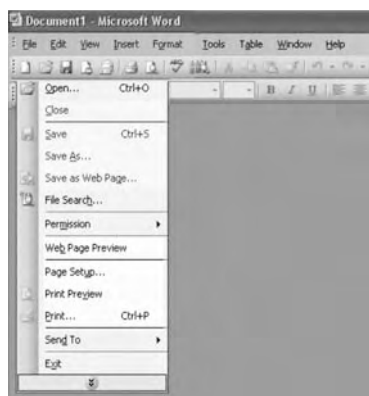 Document1 - Microsoft Word
File Edit View Insert Format Tools Table Window Help
B I U
Open... Ctrl+O
Close
Save Ctrl+S
Save As...
Save as Web Page...
File Search...
Permission
Web Page Preview
Page Setup...
Print Preview
Print... Ctrl+P
Send To
Exit